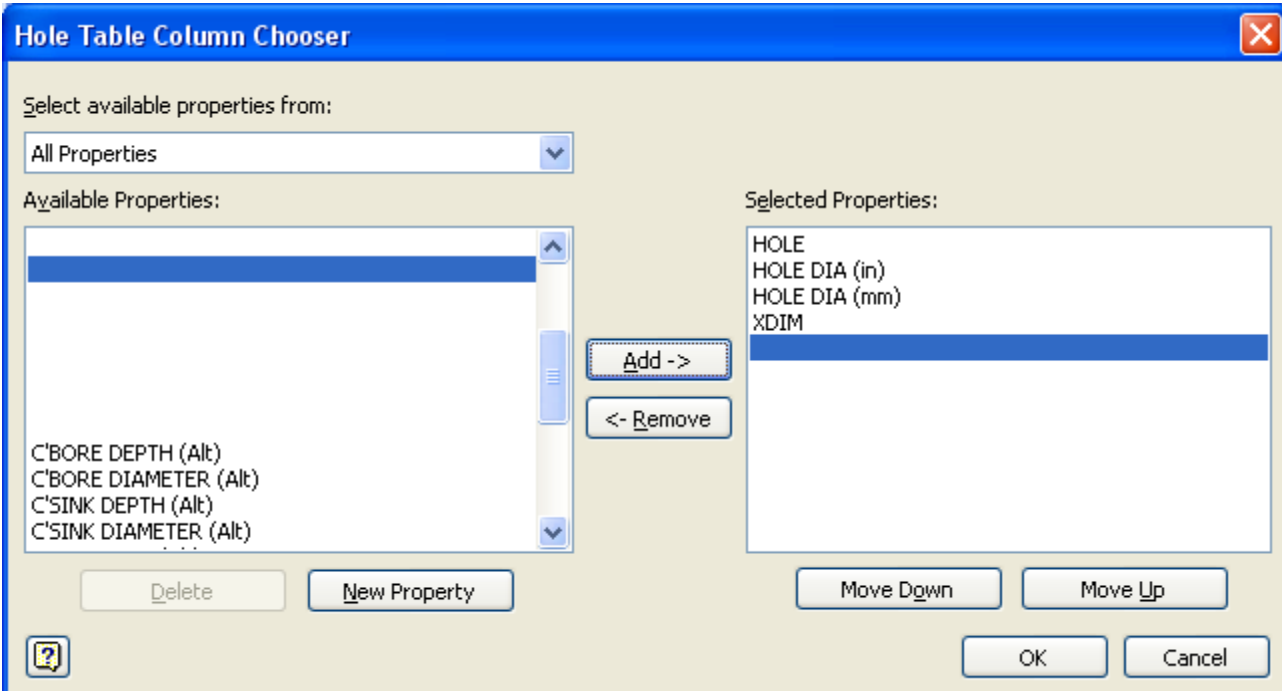 Hole Table Column Chooser
Select available properties from:
All Properties
Available Properties:
C'BORE DEPTH (Alt)
C'BORE DIAMETER (Alt)
C'SINK DEPTH (Alt)
C'SINK DIAMETER (Alt)
Add ->
<- Remove
Selected Properties:
HOLE
HOLE DIA (in)
HOLE DIA (mm)
XDIM
Delete
New Property
Move Down
Move Up
OK
Cancel